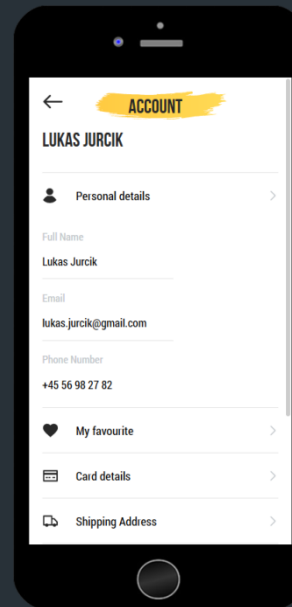 ACCOUNT
LUKAS JURCIK
Personal details
Full Name
Lukas Jurcik
Email
lukas.jurcik@gmail.com
Phone Number
+45 56 98 27 82
My favourite
Card details
Shipping Address